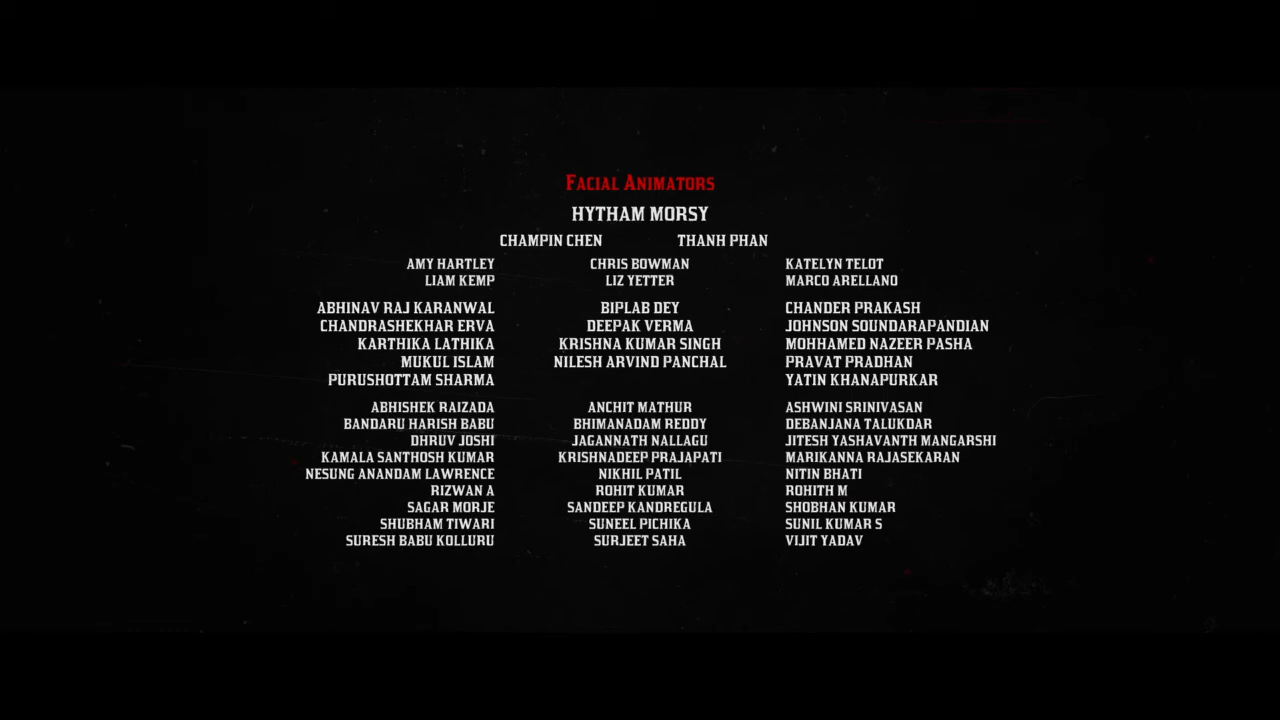 Facial Animators
HYTHAM MORSY
CHAMPIN CHEN THANH PHAN
AMY HARTLEY CHRIS BOWMAN KATELYN TELOT
LIAM KEMP LIZ YETTER MARCO ARELLANO
ABHINAV RAJ KARANWAL BIPLAB DEY CHANDER PRAKASH
CHANDRASHEKHAR ERVA DEEPAK VERMA JOHNSON SOUNDARAPANDIAN
KARTHIKA LATHIKA KRISHNA KUMAR SINGH MOHHAMED NAZEER PASHA
MUKUL ISLAM NILESH ARVIND PANCHAL PRAVAT PRADHAN
PURUSHOTTAM SHARMA YATIN KHANAPURKAR
ABHISHEK RAIZADA ANCHIT MATHUR ASHWINI SRINIVASAN
BANDARU HARISH BABU BHIMANADAM REDDY DEBANJANA TALUKDAR
DHRUV JOSHI JAGANNATH NALLAGU JITESH YASHAVANTH MANGARSHI
KAMALA SANTHOSH KUMAR KRISHNADEEP PRAJAPATI MARIKANNA RAJASEKARAN
NESUNG ANANDAM LAWRENCE NIKHIL PATIL NITIN BHATI
RIZWAN A ROHIT KUMAR ROHITH M
SAGAR MORJE SANDEEP KANDREGULA SHOBHAN KUMAR
SHUBHAM TIWARI SUNEEL PICHIKA SUNIL KUMAR S
SURESH BABU KOLLURU SURJEET SAHA VIJIT YADAV